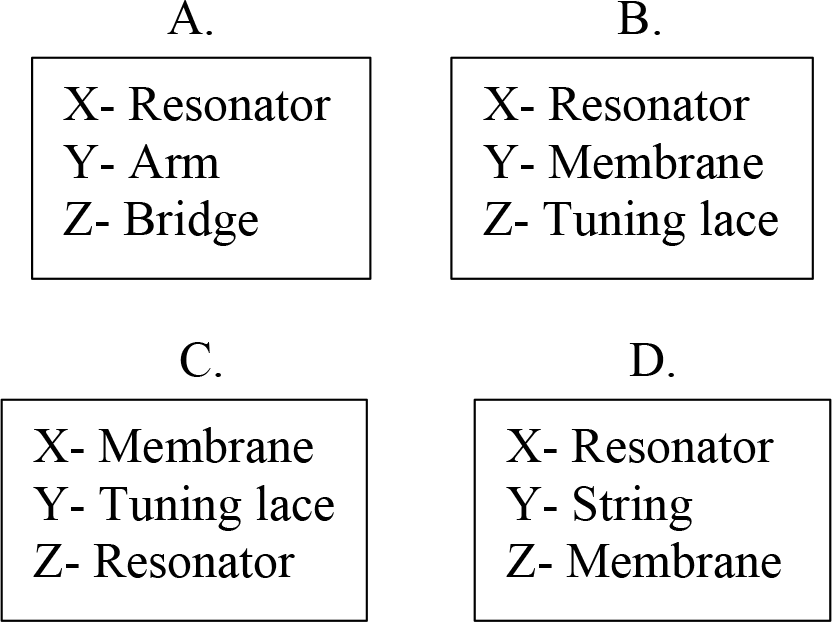 A.
X- Resonator
Y- Arm
Z- Bridge
B.
X- Resonator
Y- Membrane
Z- Tuning lace
C.
X- Membrane
Y- Tuning lace
Z- Resonator
D.
X- Resonator
Y- String
Z- Membrane